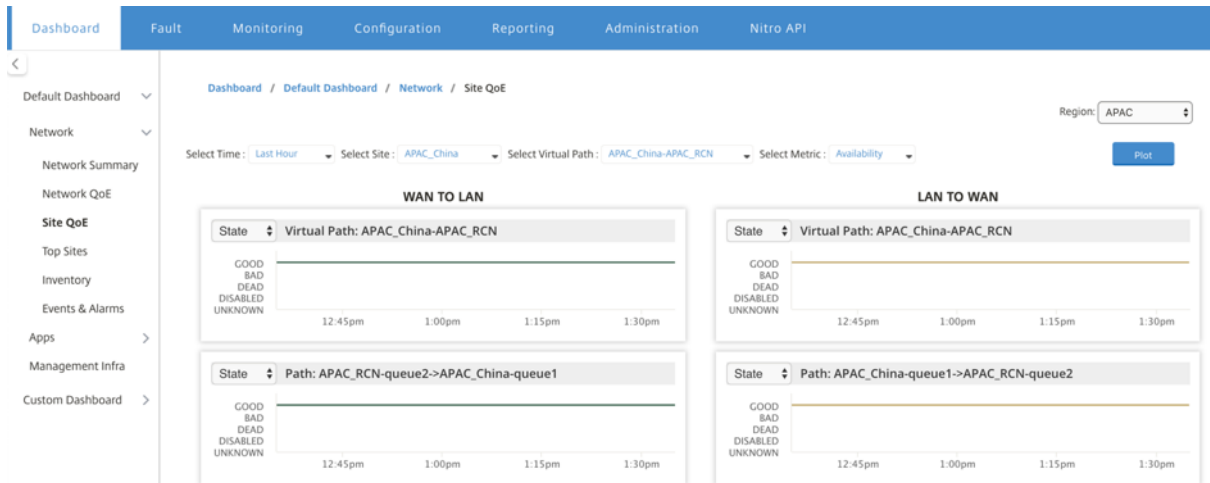 Dashboard Fault Monitoring Configuration Reporting Administration Nitro API
Default Dashboard
Network
Network Summary
Network QoE
Site QoE
Top Sites
Inventory
Events & Alarms
Apps
Management Infra
Custom Dashboard
Dashboard / Default Dashboard / Network / Site QoE
Region: APAC
Select Time : Last Hour Select Site : APAC_China Select Virtual Path : APAC_China-APAC_RCN Select Metric : Availability Plot
WAN TO LAN
State Virtual Path: APAC_China-APAC_RCN
GOOD
BAD
DEAD
DISABLED
UNKNOWN
12:45pm 1:00pm 1:15pm 1:30pm
State Path: APAC_RCN-queue2->APAC_China-queue1
GOOD
BAD
DEAD
DISABLED
UNKNOWN
12:45pm 1:00pm 1:15pm 1:30pm
LAN TO WAN
State Virtual Path: APAC_China-APAC_RCN
GOOD
BAD
DEAD
DISABLED
UNKNOWN
12:45pm 1:00pm 1:15pm 1:30pm
State Path: APAC_China-queue1->APAC_RCN-queue2
GOOD
BAD
DEAD
DISABLED
UNKNOWN
12:45pm 1:00pm 1:15pm 1:30pm